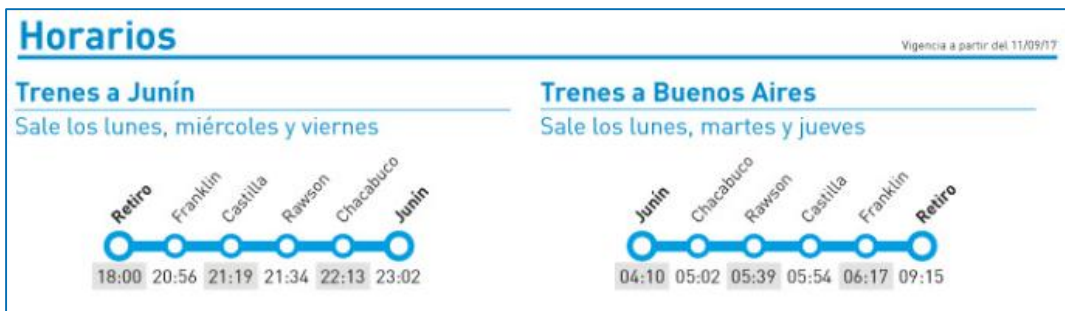 Horarios
Vigencia a partir del 11/09/17
Trenes a Junín
Sale los lunes, miércoles y viernes
Retiro Franklin Castilla Rawson Chacabuco Junín
18:00 20:56 21:19 21:34 22:13 23:02
Trenes a Buenos Aires
Sale los lunes, martes y jueves
Junín Chacabuco Rawson Castilla Franklin Retiro
04:10 05:02 05:39 05:54 06:17 09:15